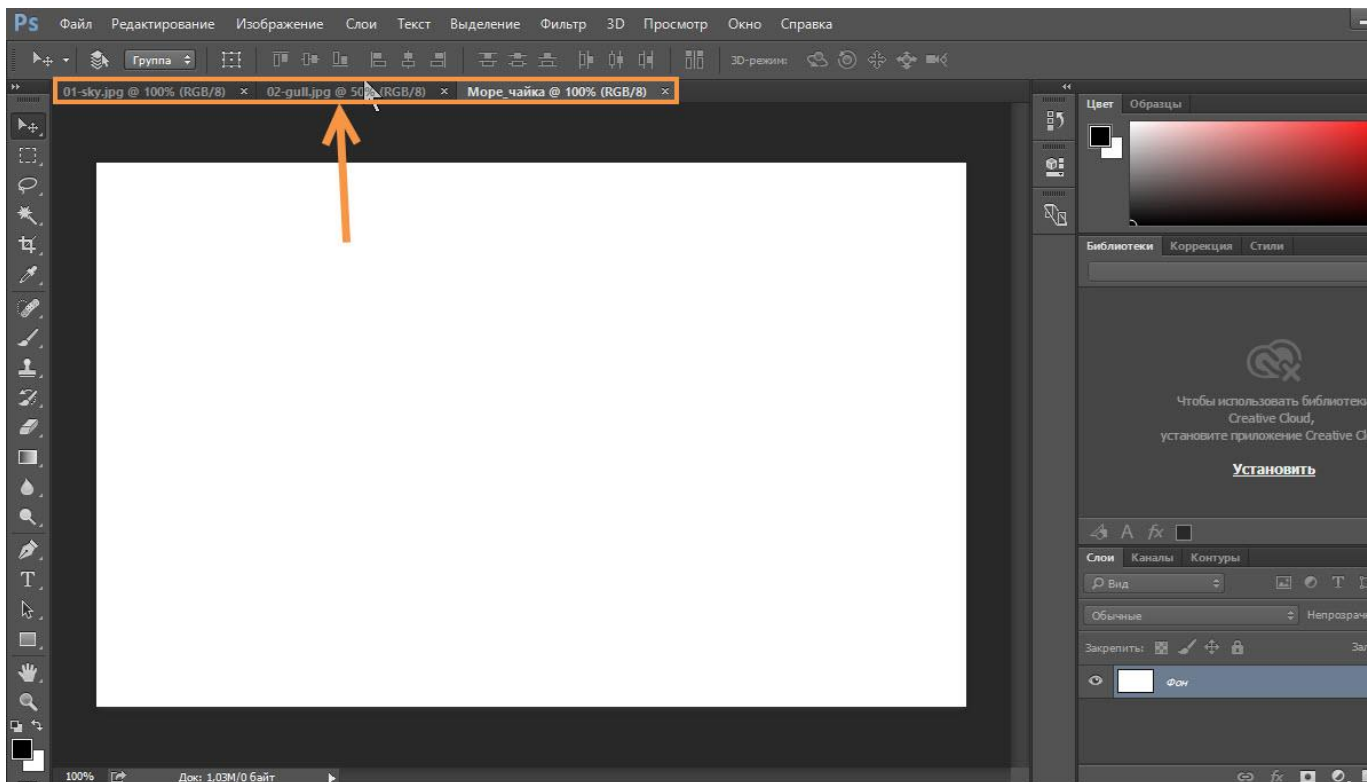 Ps Файл Редактирование Изображение Слои Текст Выделение Фильтр 3D Просмотр Окно Справка
Группа 3D-режим:
01-sky.jpg @ 100% (RGB/8) × 02-gull.jpg @ 50% (RGB/8) × Море_чайка @ 100% (RGB/8) ×
Цвет Образцы
Библиотеки Коррекция Стили
Чтобы использовать библиотеки
Creative Cloud,
установите приложение Creative Cl
Установить
Слои Каналы Контуры
Вид
Обычные Непрозрач
Закрепить: Зал
Фон
100% Док: 1,03M/0 байт